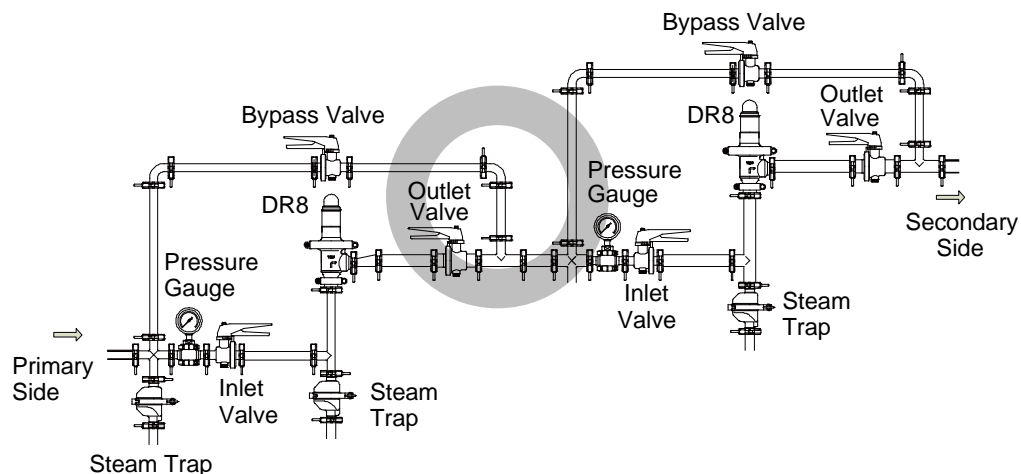 Bypass Valve
DR8
Outlet
Valve
Bypass Valve
DR8
Outlet
Valve
Pressure
Gauge
Secondary
Side
Pressure
Gauge
Inlet
Valve
Steam
Trap
Primary
Side
Inlet
Valve
Steam
Trap
Steam Trap